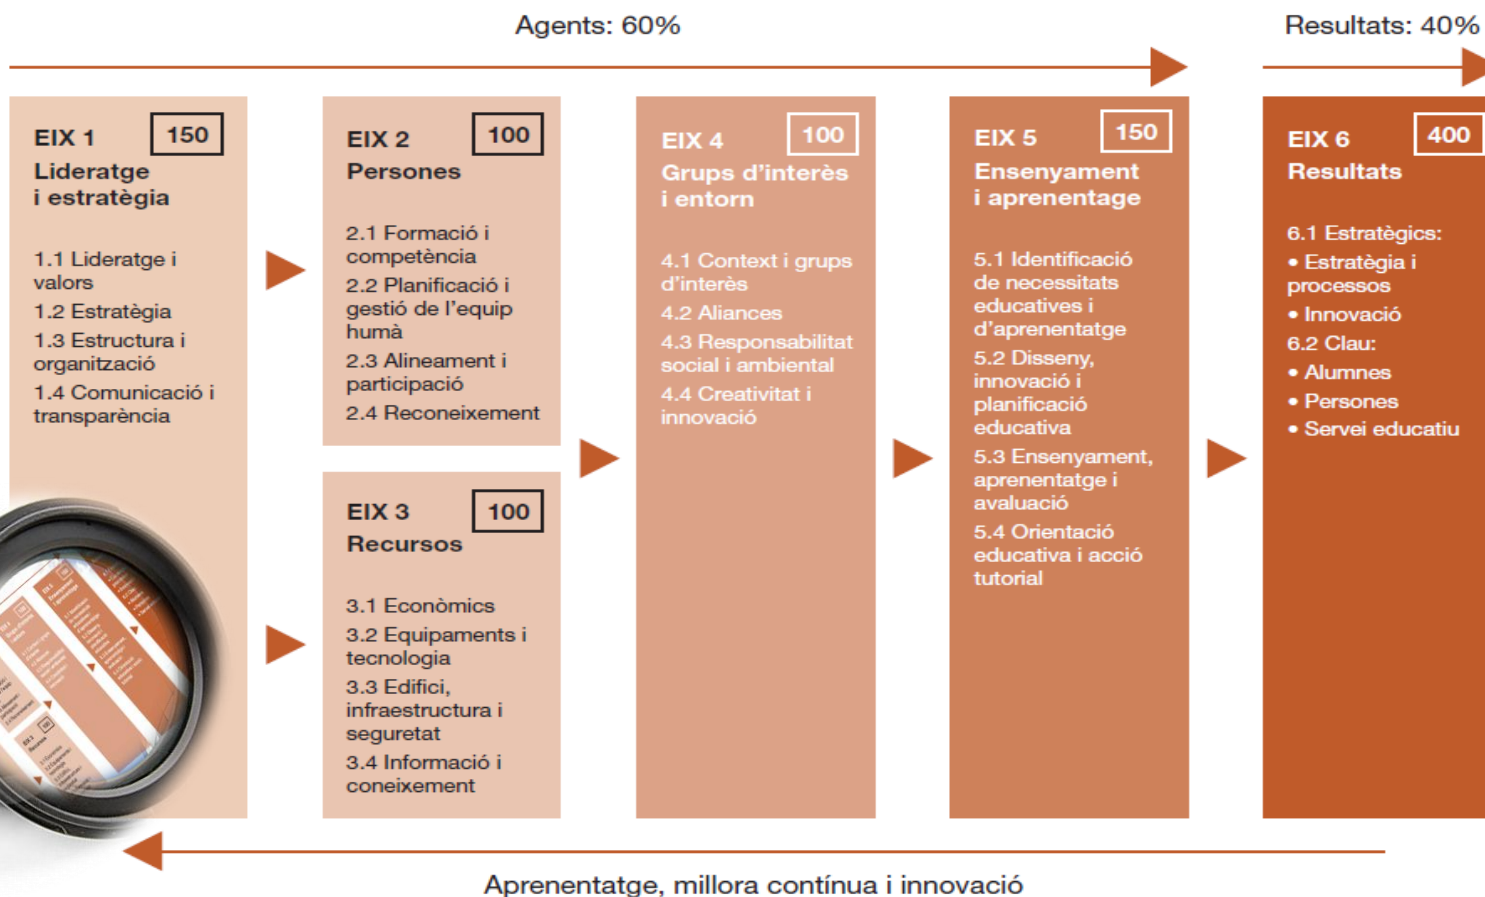 Agents: 60%
Resultats: 40%
EIX 1
150
Lideratge
i estratègia
1.1 Lideratge i
valors
1.2 Estratègia
1.3 Estructura i
organització
1.4 Comunicació i
transparència
EIX 2
100
Persones
2.1 Formació i
competència
2.2 Planificació i
gestió de l'equip
humà
2.3 Alineament i
participació
2.4 Reconeixement
EIX 3
100
Recursos
3.1 Econòmics
3.2 Equipaments i
tecnologia
3.3 Edifici,
infraestructura i
seguretat
3.4 Informació i
coneixement
EIX 4
100
Grups d'interès
i entorn
4.1 Context i grups
d'interès
4.2 Aliances
4.3 Responsabilitat
social i ambiental
4.4 Creativitat i
innovació
EIX 5
150
Ensenyament
i aprenentage
5.1 Identificació
de necessitats
educatives i
d'aprenentatge
5.2 Disseny,
innovació i
planificació
educativa
5.3 Ensenyament,
aprenentatge i
avaluació
5.4 Orientació
educativa i acció
tutorial
EIX 6
400
Resultats
6.1 Estratègics:
• Estratègia i
processos
• Innovació
6.2 Clau:
• Alumnes
• Persones
• Servei educatiu
Aprenentatge, millora contínua i innovació